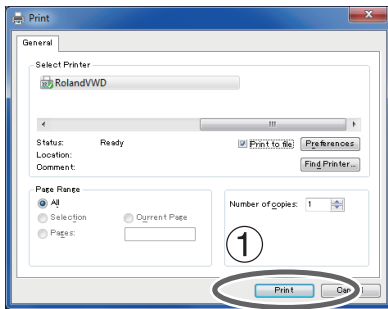 Print
General
Select Printer
RolandVWD
Status: Ready
Print to file Preferences
Location:
Comment:
Find Printer...
Page Range
All
Selection Current Page
Pages:
Number of copies: 1
①
Print